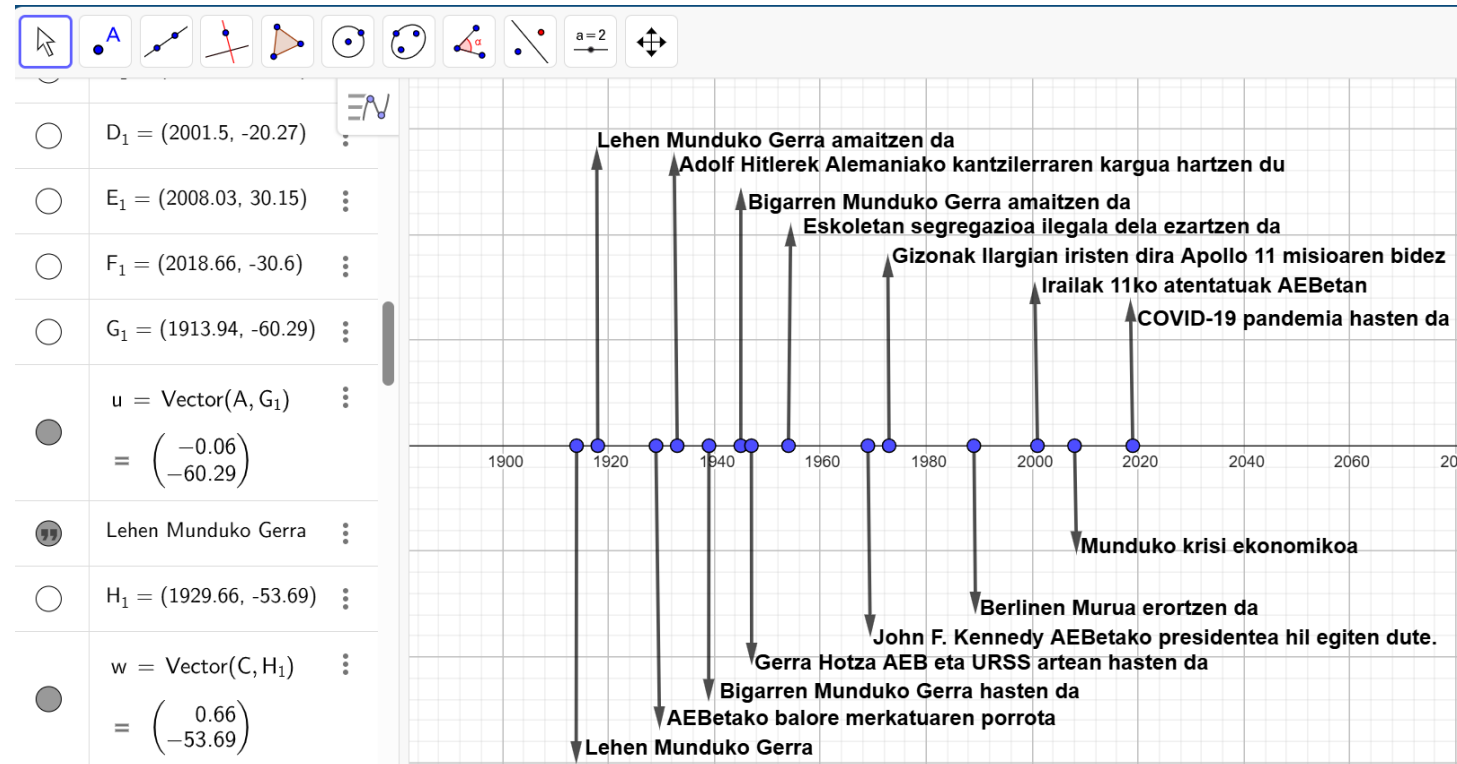 A
α
a = 2
D₁ = (2001.5, -20.27)
E₁ = (2008.03, 30.15)
F₁ = (2018.66, -30.6)
G₁ = (1913.94, -60.29)
u = Vector(A, G₁)
= (−0.06
−60.29)
Lehen Munduko Gerra
H₁ = (1929.66, -53.69)
w = Vector(C, H₁)
= (0.66
−53.69)
Lehen Munduko Gerra amaitzen da
Adolf Hitlerek Alemaniako kantzilerraren kargua hartzen du
Bigarren Munduko Gerra amaitzen da
Eskoletan segregazioa ilegala dela ezartzen da
Gizonak Ilargian iristen dira Apollo 11 misioaren bidez
Irailak 11ko atentatuak AEBetan
COVID-19 pandemia hasten da
1900 1920 1940 1960 1980 2000 2020 2040 2060 20
Munduko krisi ekonomikoa
Berlinen Murua erortzen da
John F. Kennedy AEBetako presidentea hil egiten dute.
Gerra Hotza AEB eta URSS artean hasten da
Bigarren Munduko Gerra hasten da
AEBetako balore merkatuaren porrota
Lehen Munduko Gerra